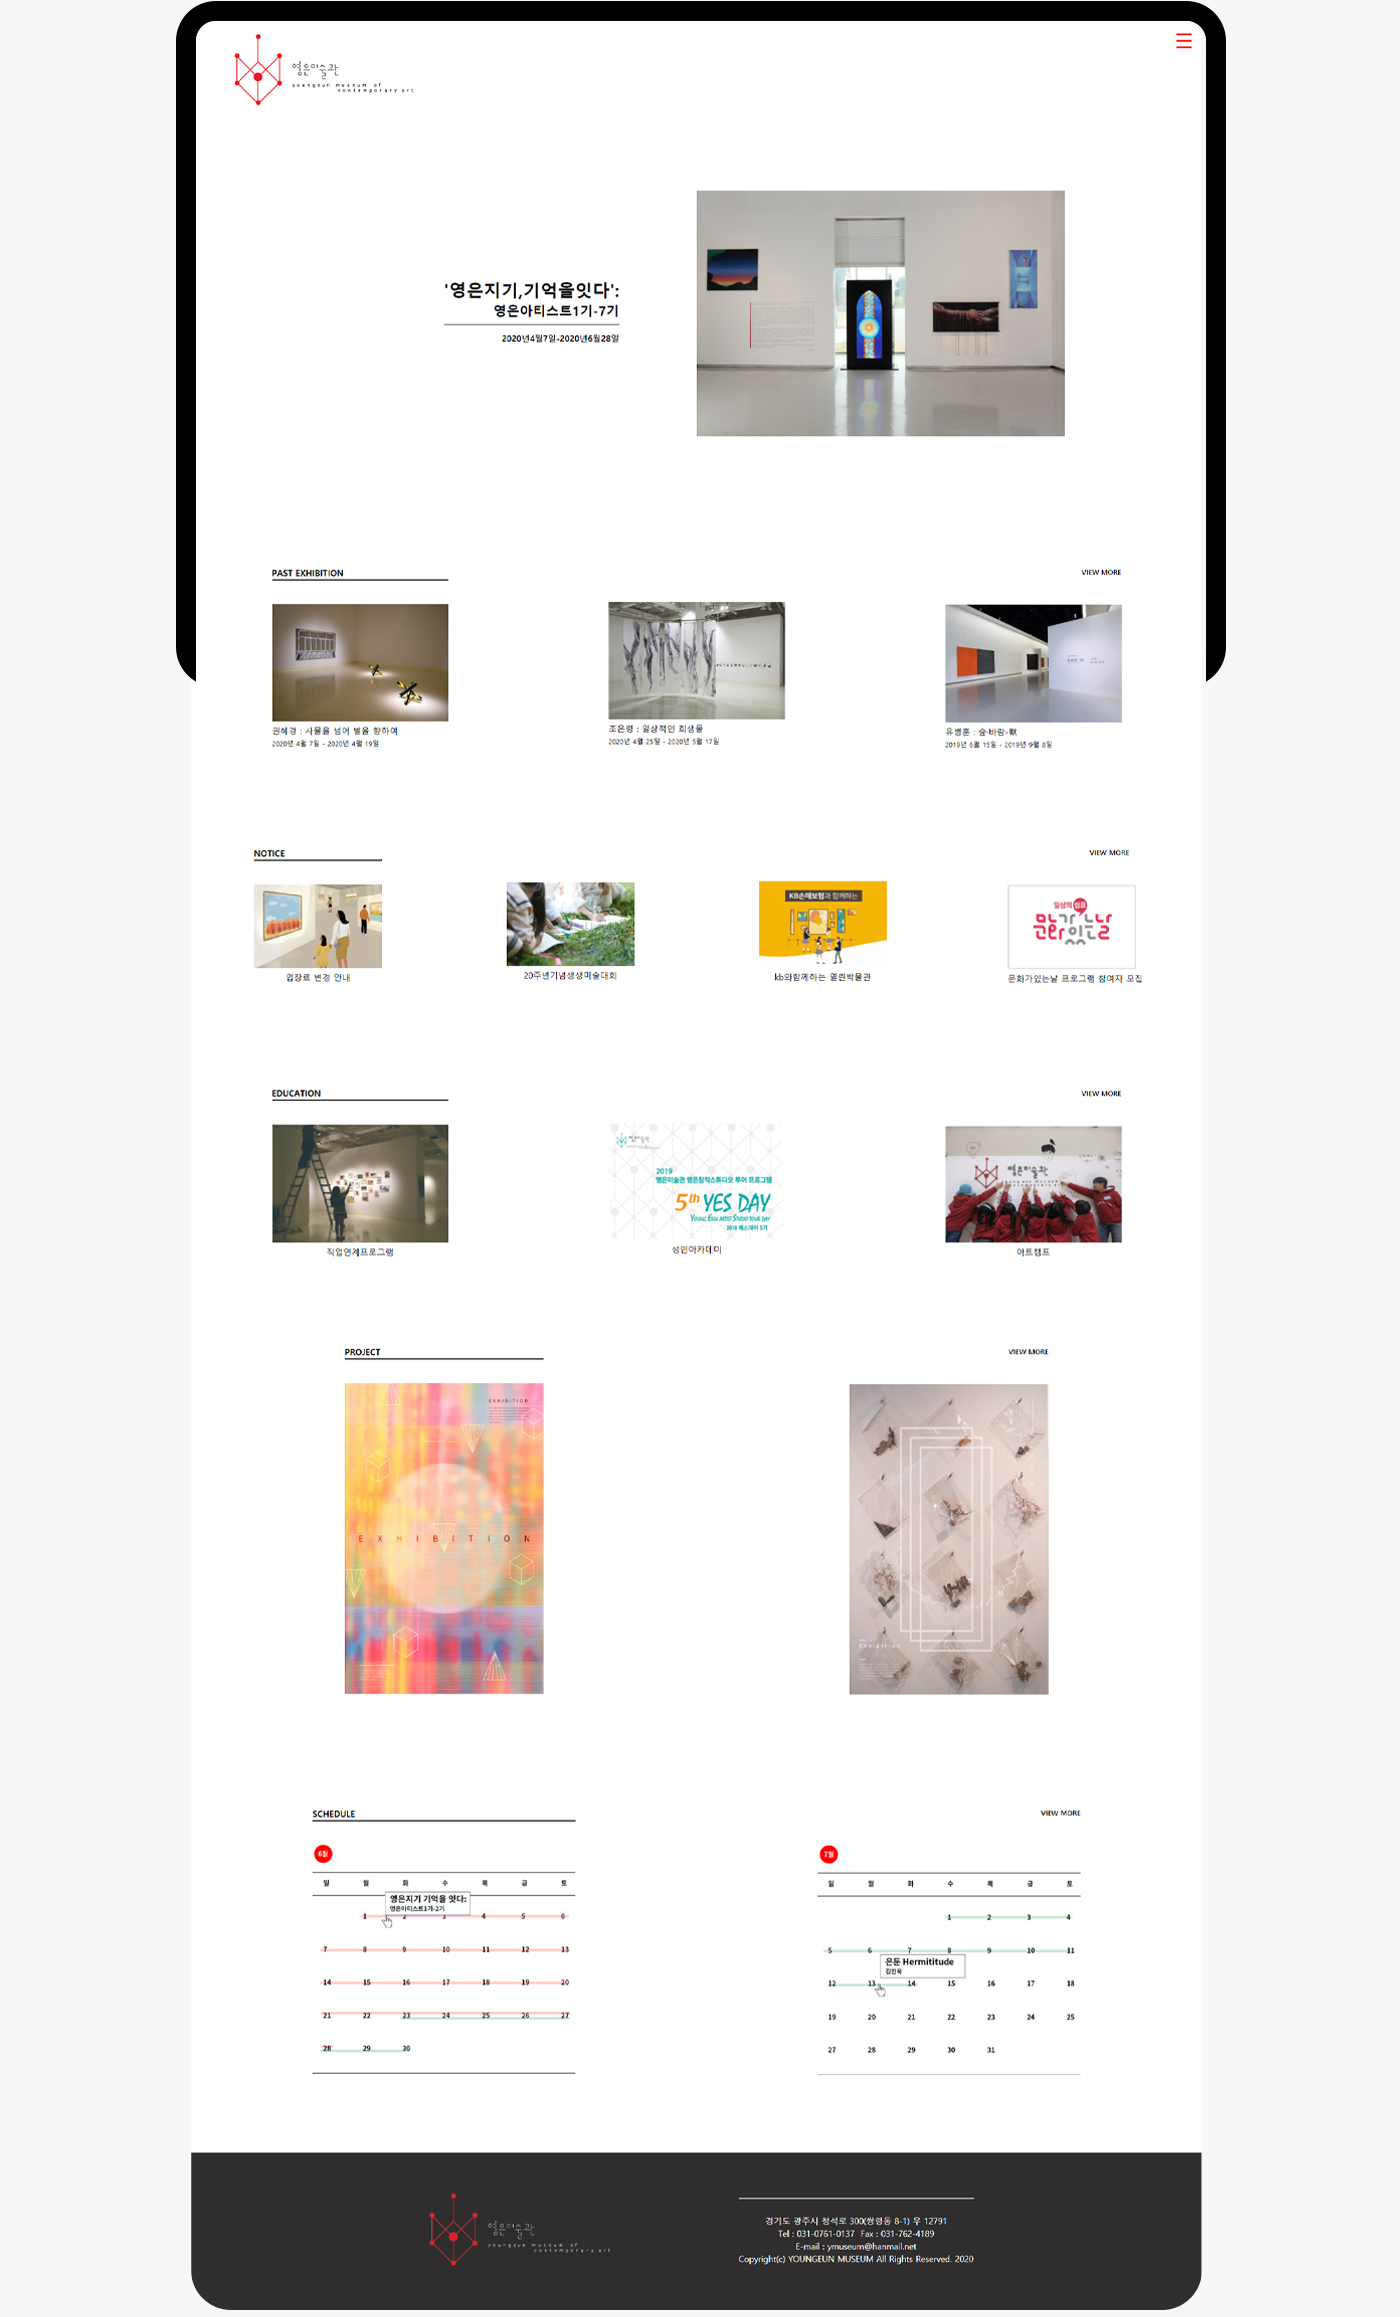 영은미술관
youngeun museum of
contemporary art
'영은지기,기억을잇다':
영은아티스트1기-7기
2020년4월7일-2020년6월28일
PAST EXHIBITION
VIEW MORE
권혜경 : 사물을 넘어 별을 향하여
2020년 4월 7일 - 2020년 4월 19일
조은령 : 일상적인 희생물
2020년 4월 25일 - 2020년 5월 17일
유병훈 : 숲-바람-默
2019년 6월 15일 - 2019년 9월 8일
NOTICE
VIEW MORE
입장료 변경 안내
20주년기념생생미술대회
KB손해보험과 함께하는
kb와함께하는 열린박물관
일상의 쉼표
문화가있는날
문화가있는날 프로그램 참여자 모집
EDUCATION
VIEW MORE
직업연계프로그램
영은미술관
2019
영은미술관 영은창작스튜디오 투어 프로그램
5th YES DAY
YOUNG EUN ARTIST STUDIO TOUR DAY
2019 예스데이 5기
성인아카데미
영은미술관
아트캠프
PROJECT
VIEW MORE
EXHIBITION
EXHIBITION
EXHIBITION
SCHEDULE
VIEW MORE
6월
일 월 화 수 목 금 토
영은지기 기억을 잇다:
영은아티스트1기-2기
1 2 3 4 5 6
7 8 9 10 11 12 13
14 15 16 17 18 19 20
21 22 23 24 25 26 27
28 29 30
7월
일 월 화 수 목 금 토
1 2 3 4
5 6 7 8 9 10 11
은둔 Hermititude
김진욱
12 13 14 15 16 17 18
19 20 21 22 23 24 25
27 28 29 30 31
영은미술관
youngeun museum of
contemporary art
경기도 광주시 청석로 300(쌍령동 8-1) 우 12791
Tel : 031-0761-0137 Fax : 031-762-4189
E-mail : ymuseum@hanmail.net
Copyright(c) YOUNGEUN MUSEUM All Rights Reserved. 2020